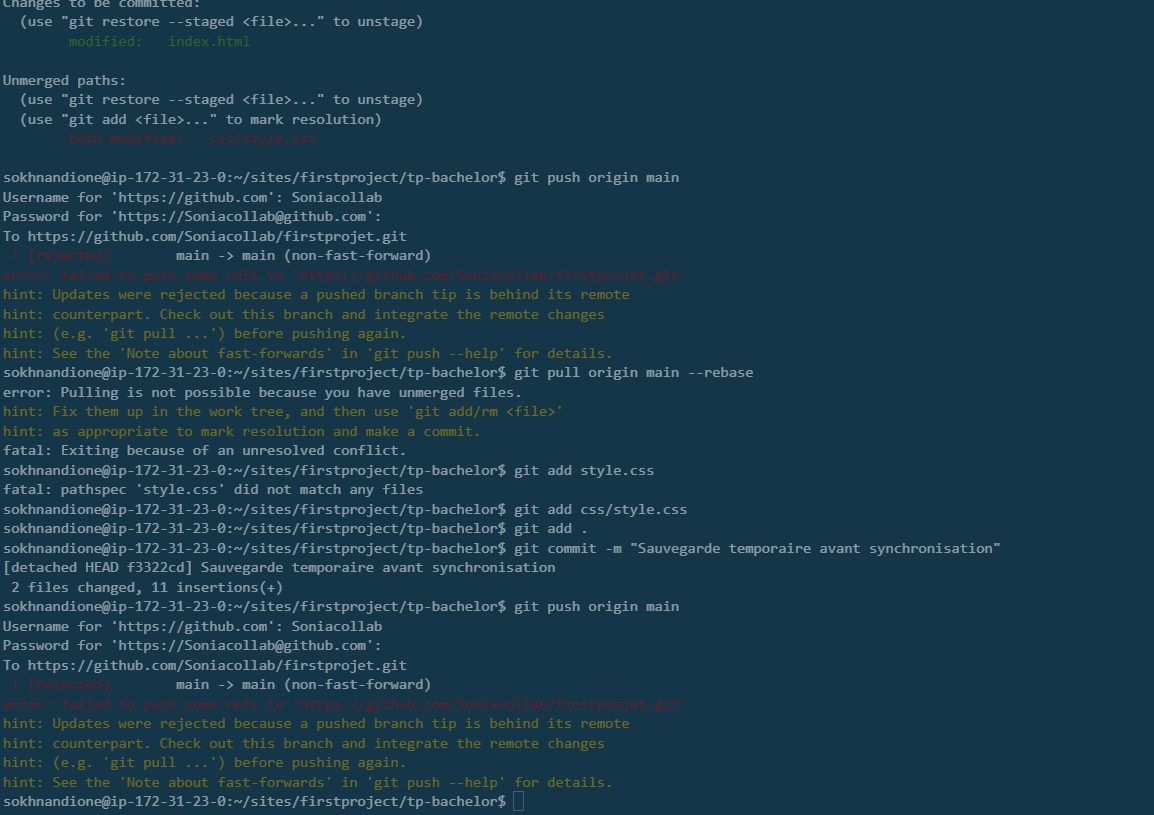 Changes to be committed:
  (use "git restore --staged <file>..." to unstage)
        modified:   index.html

Unmerged paths:
  (use "git restore --staged <file>..." to unstage)
  (use "git add <file>..." to mark resolution)
        both modified:   css/style.css

sokhnandione@ip-172-31-23-0:~/sites/firstproject/tp-bachelor$ git push origin main
Username for 'https://github.com': Soniacollab
Password for 'https://Soniacollab@github.com':
To https://github.com/Soniacollab/firstprojet.git
 ! [rejected]        main -> main (non-fast-forward)
error: failed to push some refs to 'https://github.com/Soniacollab/firstprojet.git'
hint: Updates were rejected because a pushed branch tip is behind its remote
hint: counterpart. Check out this branch and integrate the remote changes
hint: (e.g. 'git pull ...') before pushing again.
hint: See the 'Note about fast-forwards' in 'git push --help' for details.
sokhnandione@ip-172-31-23-0:~/sites/firstproject/tp-bachelor$ git pull origin main --rebase
error: Pulling is not possible because you have unmerged files.
hint: Fix them up in the work tree, and then use 'git add/rm <file>'
hint: as appropriate to mark resolution and make a commit.
fatal: Exiting because of an unresolved conflict.
sokhnandione@ip-172-31-23-0:~/sites/firstproject/tp-bachelor$ git add style.css
fatal: pathspec 'style.css' did not match any files
sokhnandione@ip-172-31-23-0:~/sites/firstproject/tp-bachelor$ git add css/style.css
sokhnandione@ip-172-31-23-0:~/sites/firstproject/tp-bachelor$ git add .
sokhnandione@ip-172-31-23-0:~/sites/firstproject/tp-bachelor$ git commit -m "Sauvegarde temporaire avant synchronisation"
[detached HEAD f3322cd] Sauvegarde temporaire avant synchronisation
 2 files changed, 11 insertions(+)
sokhnandione@ip-172-31-23-0:~/sites/firstproject/tp-bachelor$ git push origin main
Username for 'https://github.com': Soniacollab
Password for 'https://Soniacollab@github.com':
To https://github.com/Soniacollab/firstprojet.git
 ! [rejected]        main -> main (non-fast-forward)
error: failed to push some refs to 'https://github.com/Soniacollab/firstprojet.git'
hint: Updates were rejected because a pushed branch tip is behind its remote
hint: counterpart. Check out this branch and integrate the remote changes
hint: (e.g. 'git pull ...') before pushing again.
hint: See the 'Note about fast-forwards' in 'git push --help' for details.
sokhnandione@ip-172-31-23-0:~/sites/firstproject/tp-bachelor$